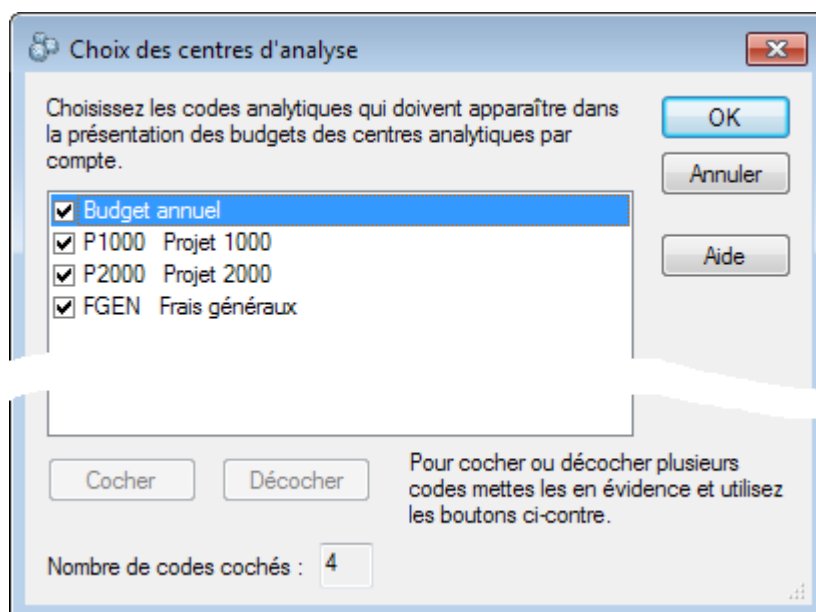 Choix des centres d'analyse
Choisissez les codes analytiques qui doivent apparaître dans
la présentation des budgets des centres analytiques par
compte.
OK
Annuler
Aide
Budget annuel
P1000 Projet 1000
P2000 Projet 2000
FGEN Frais généraux
Cocher
Décocher
Pour cocher ou décocher plusieurs
codes mettes les en évidence et utilisez
les boutons ci-contre.
Nombre de codes cochés : 4